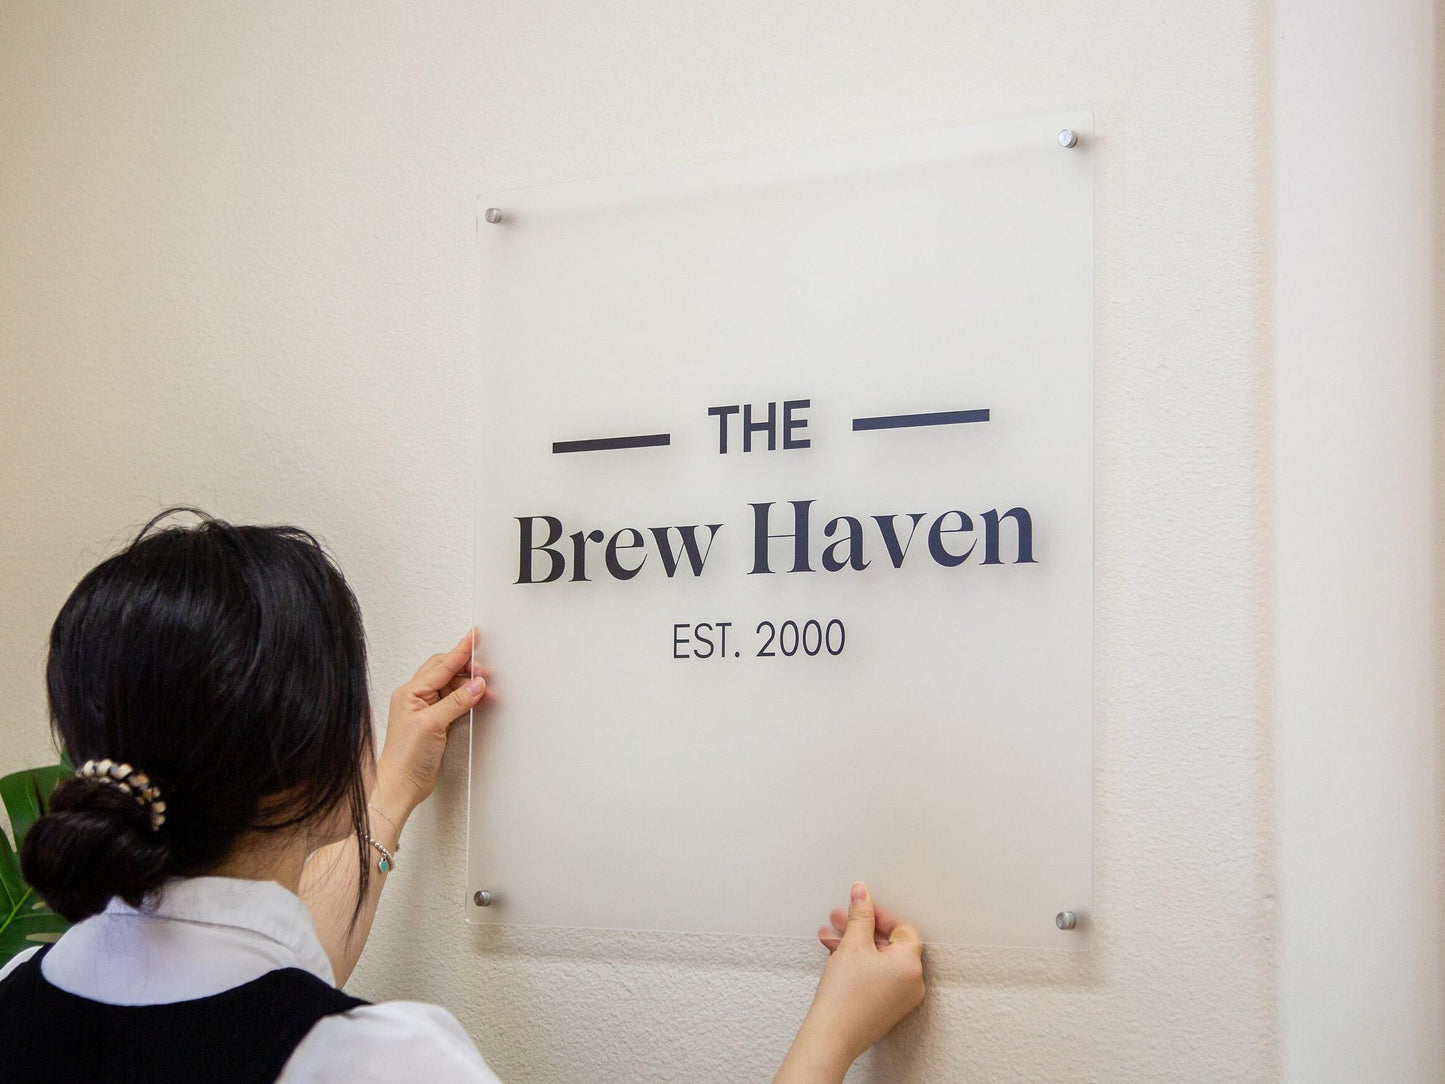 THE
Brew Haven
EST. 2000